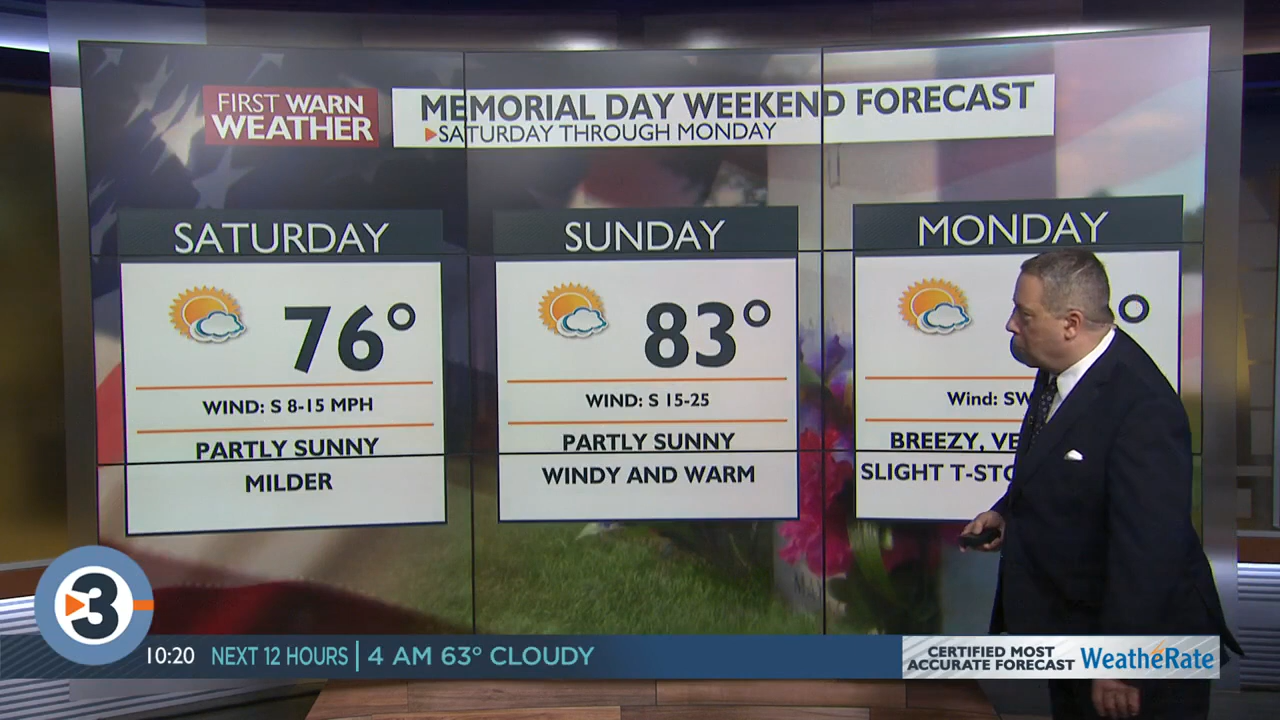 FIRST WARN
WEATHER
MEMORIAL DAY WEEKEND FORECAST
SATURDAY THROUGH MONDAY
SATURDAY
76°
WIND: S 8-15 MPH
PARTLY SUNNY
MILDER
SUNDAY
83°
WIND: S 15-25
PARTLY SUNNY
WINDY AND WARM
MONDAY
°
Wind: SW
BREEZY,
SLIGHT
3
10:20 NEXT 12 HOURS | 4 AM 63° CLOUDY
CERTIFIED MOST
ACCURATE FORECAST
WeatheRate